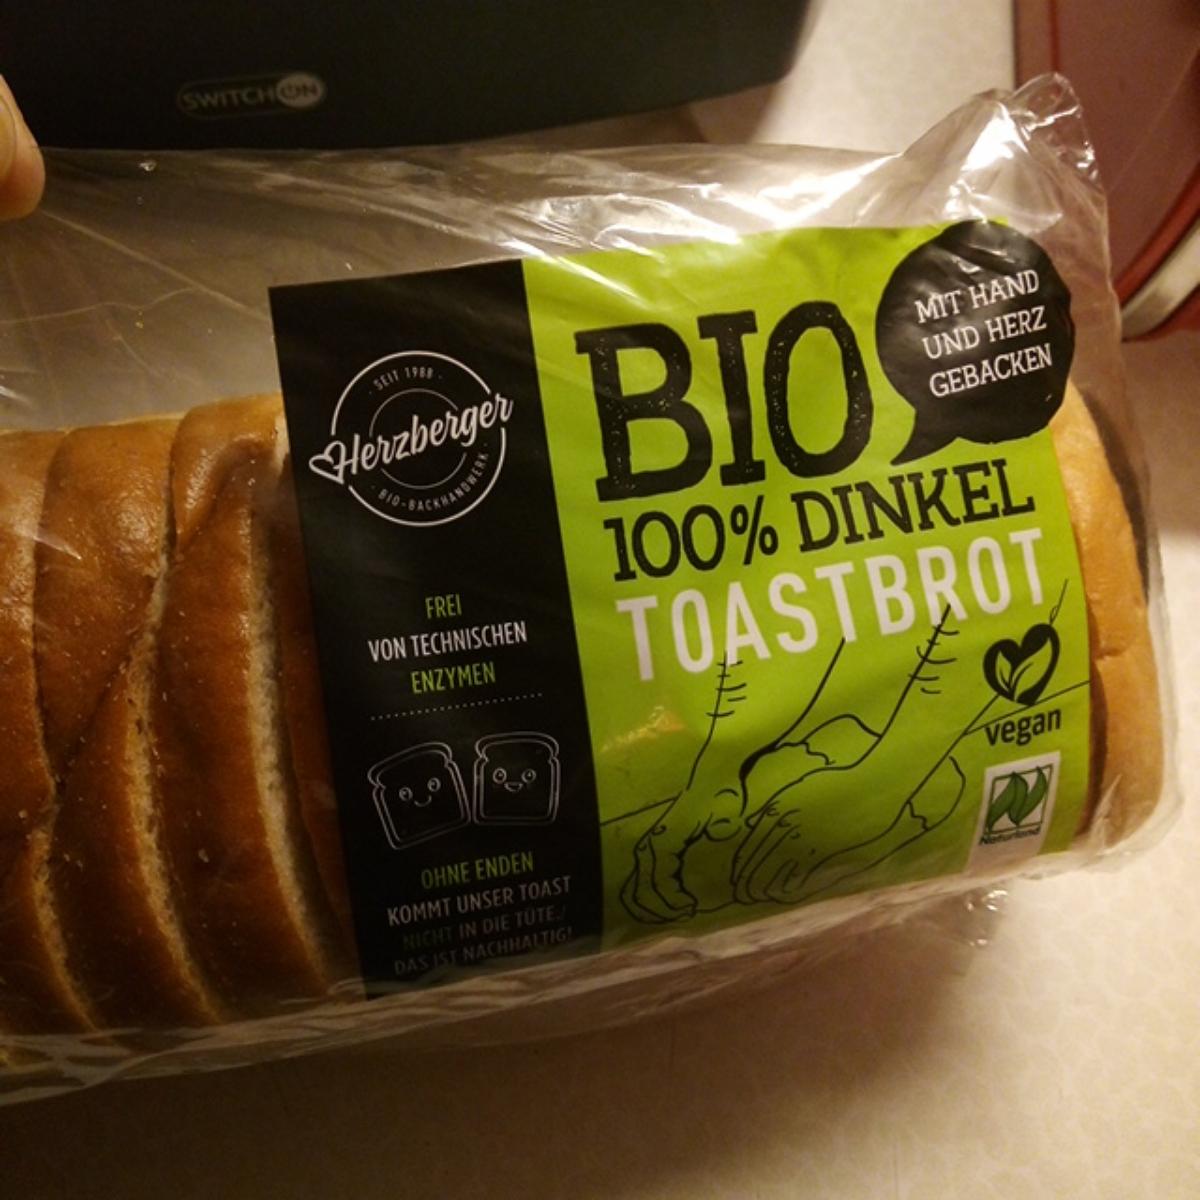 SWITCH ON
SEIT 1988
Herzberger
BIO-BACKHANDWERK
FREI
VON TECHNISCHEN
ENZYMEN
OHNE ENDEN
KOMMT UNSER TOAST
NICHT IN DIE TÜTE./
DAS IST NACHHALTIG!
MIT HAND
UND HERZ
GEBACKEN
BIO
100% DINKEL
TOASTBROT
vegan
Naturland